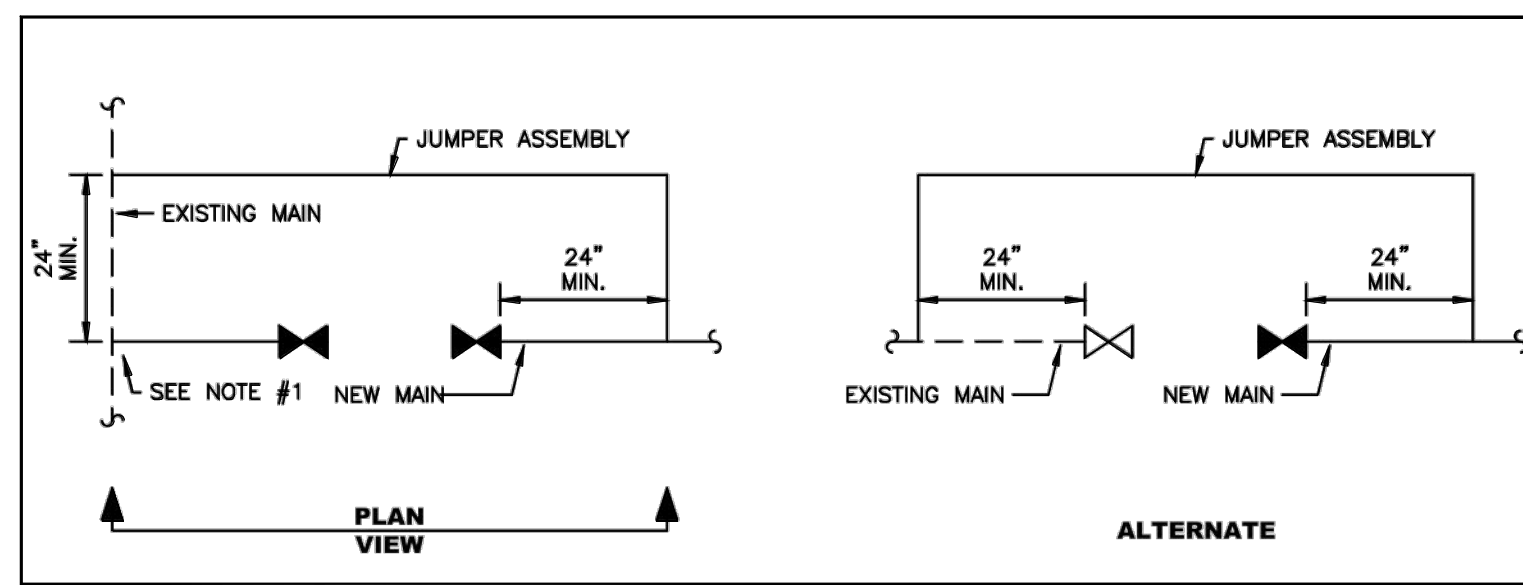 JUMPER ASSEMBLY
EXISTING MAIN
24"
MIN.
24"
MIN.
SEE NOTE #1
NEW MAIN
PLAN
VIEW
JUMPER ASSEMBLY
24"
MIN.
24"
MIN.
EXISTING MAIN
NEW MAIN
ALTERNATE